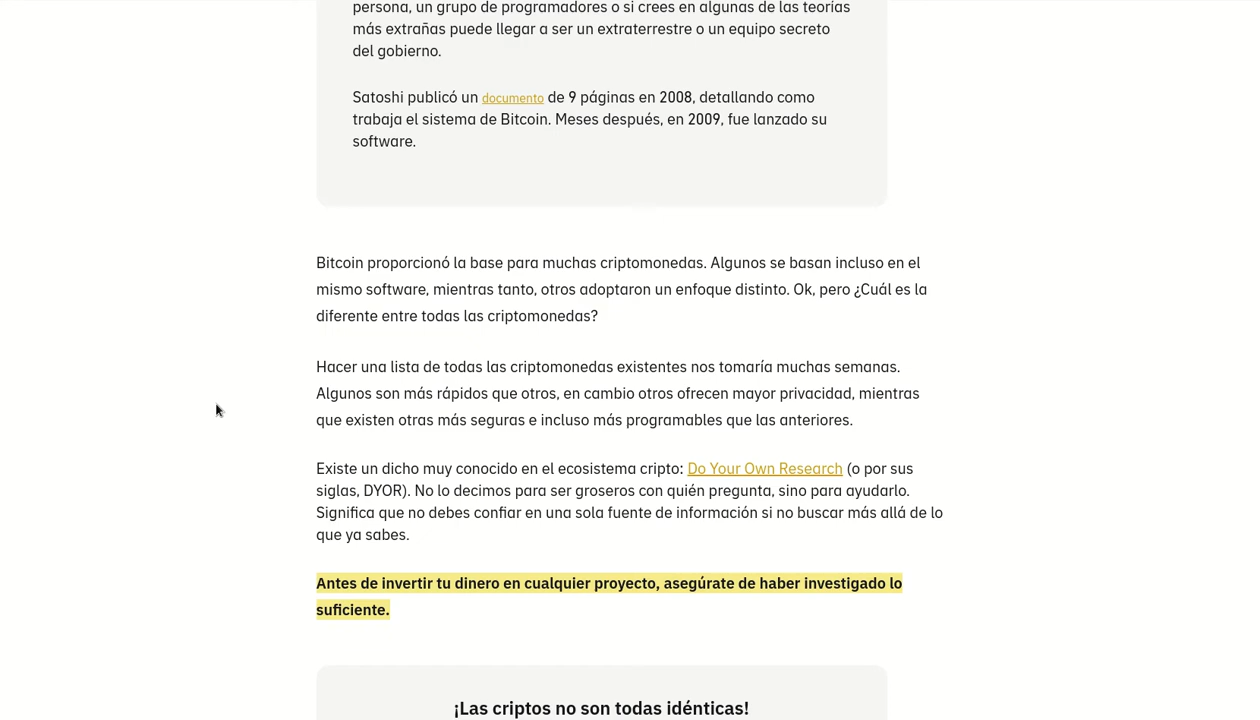 persona, un grupo de programadores o si crees en algunas de las teorías
más extrañas puede llegar a ser un extraterrestre o un equipo secreto
del gobierno.
Satoshi publicó un documento de 9 páginas en 2008, detallando como
trabaja el sistema de Bitcoin. Meses después, en 2009, fue lanzado su
software.
Bitcoin proporcionó la base para muchas criptomonedas. Algunos se basan incluso en el
mismo software, mientras tanto, otros adoptaron un enfoque distinto. Ok, pero ¿Cuál es la
diferente entre todas las criptomonedas?
Hacer una lista de todas las criptomonedas existentes nos tomaría muchas semanas.
Algunos son más rápidos que otros, en cambio otros ofrecen mayor privacidad, mientras
que existen otras más seguras e incluso más programables que las anteriores.
Existe un dicho muy conocido en el ecosistema cripto: Do Your Own Research (o por sus
siglas, DYOR). No lo decimos para ser groseros con quién pregunta, sino para ayudarlo.
Significa que no debes confiar en una sola fuente de información si no buscar más allá de lo
que ya sabes.
Antes de invertir tu dinero en cualquier proyecto, asegúrate de haber investigado lo
suficiente.
¡Las criptos no son todas idénticas!